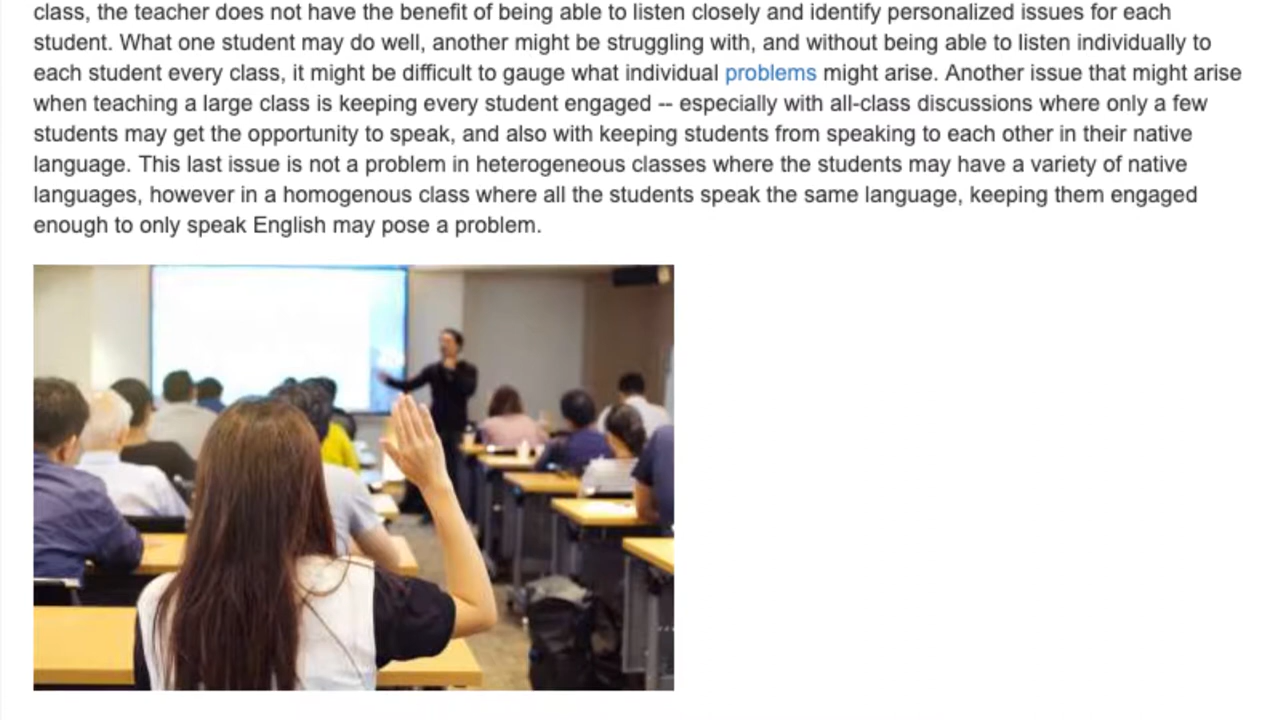 class, the teacher does not have the benefit of being able to listen closely and identify personalized issues for each
student. What one student may do well, another might be struggling with, and without being able to listen individually to
each student every class, it might be difficult to gauge what individual problems might arise. Another issue that might arise
when teaching a large class is keeping every student engaged -- especially with all-class discussions where only a few
students may get the opportunity to speak, and also with keeping students from speaking to each other in their native
language. This last issue is not a problem in heterogeneous classes where the students may have a variety of native
languages, however in a homogenous class where all the students speak the same language, keeping them engaged
enough to only speak English may pose a problem.